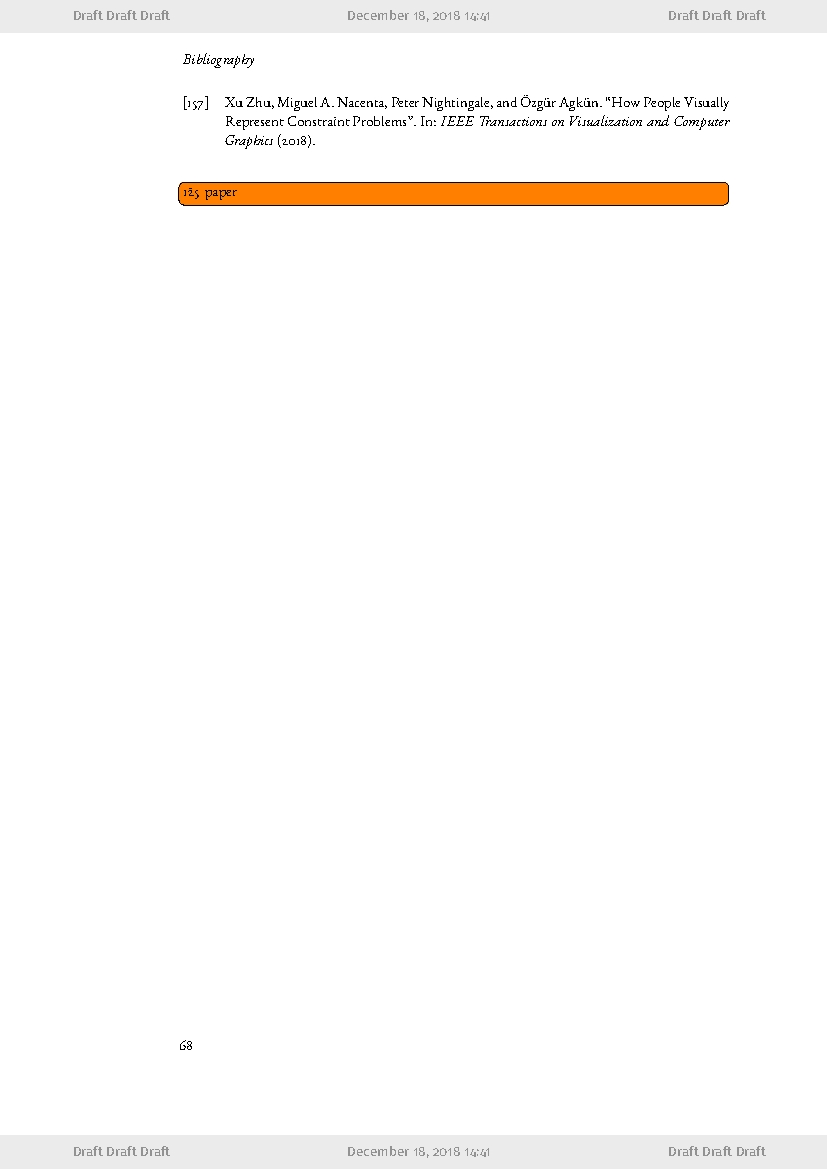 Draft Draft Draft December 18, 2018 14:41 Draft Draft Draft
Bibliography
[157] Xu Zhu, Miguel A. Nacenta, Peter Nightingale, and Özgür Agkün. “How People Visually
Represent Constraint Problems”. In: IEEE Transactions on Visualization and Computer
Graphics (2018).
125 paper
68
Draft Draft Draft December 18, 2018 14:41 Draft Draft Draft